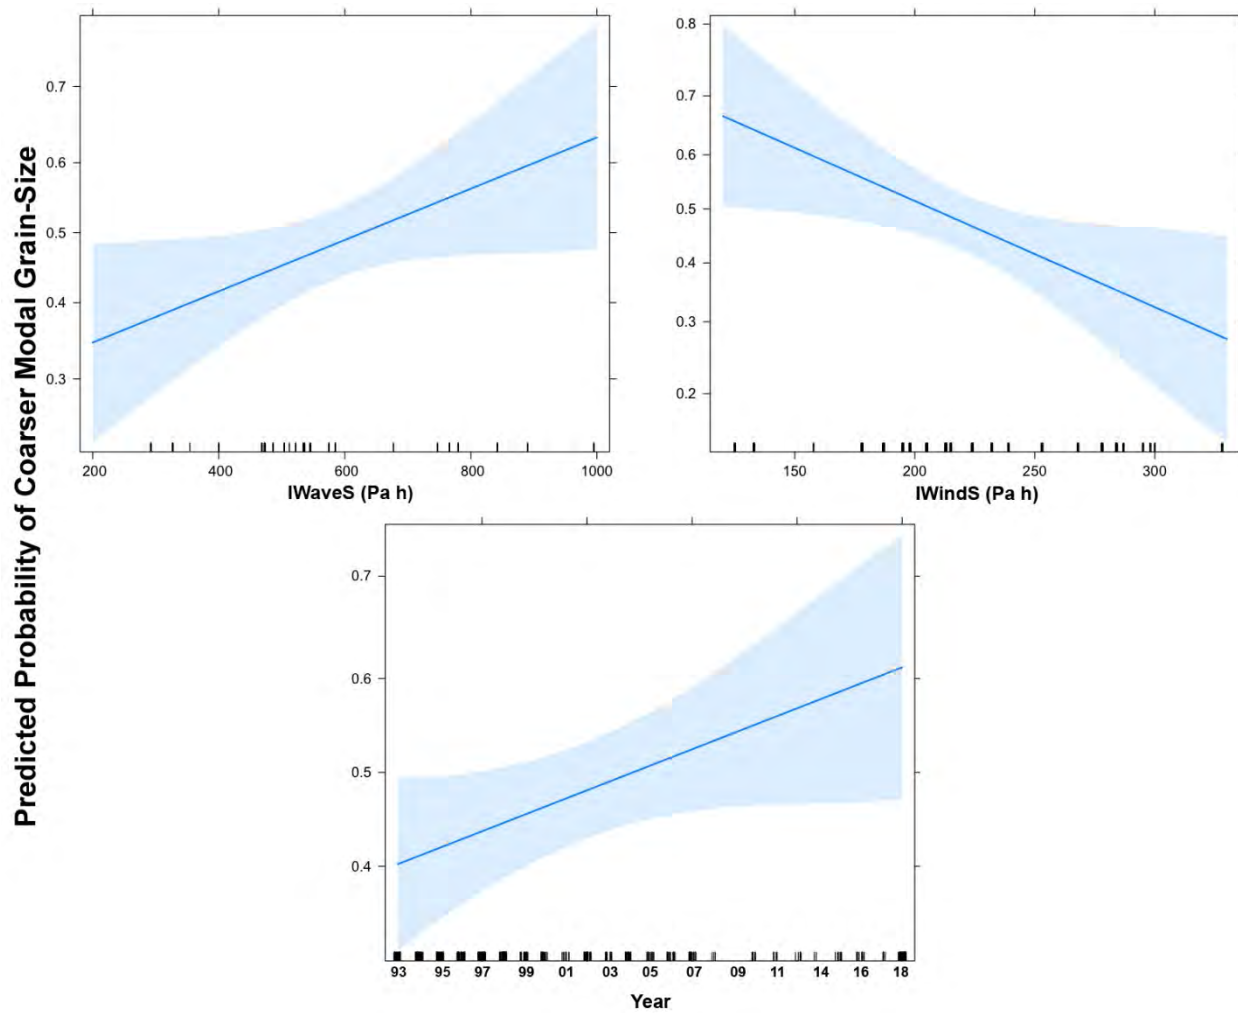 Predicted Probability of Coarser Modal Grain-Size
0.7
0.6
0.5
0.4
0.3
200 400 600 800 1000
IWaveS (Pa h)
0.8
0.7
0.6
0.5
0.4
0.3
0.2
150 200 250 300
IWindS (Pa h)
0.7
0.6
0.5
0.4
93 95 97 99 01 03 05 07 09 11 14 16 18
Year